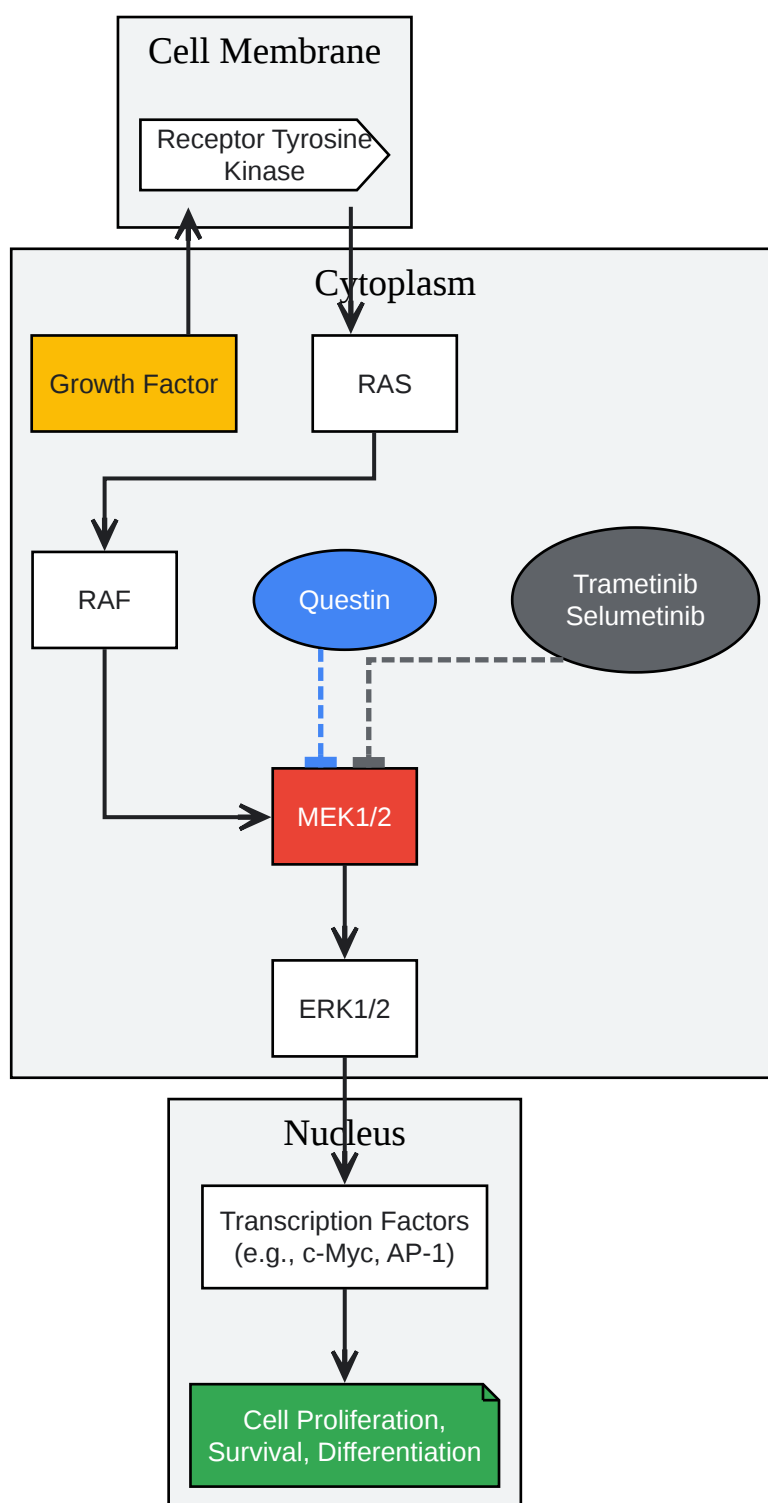 Cell Membrane
Receptor Tyrosine
Kinase
Cytoplasm
Growth Factor
RAS
RAF
Questin
Trametinib
Selumetinib
MEK1/2
ERK1/2
Nucleus
Transcription Factors
(e.g., c-Myc, AP-1)
Cell Proliferation,
Survival, Differentiation